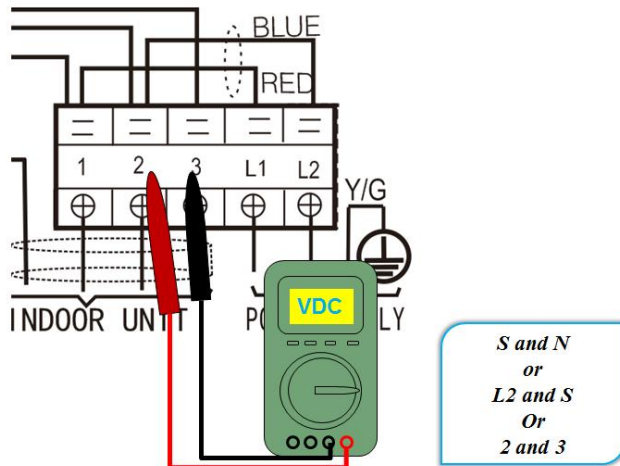 BLUE
RED
1 2 3 L1 L2
Y/G
INDOOR UNIT
VDC
S and N
or
L2 and S
Or
2 and 3